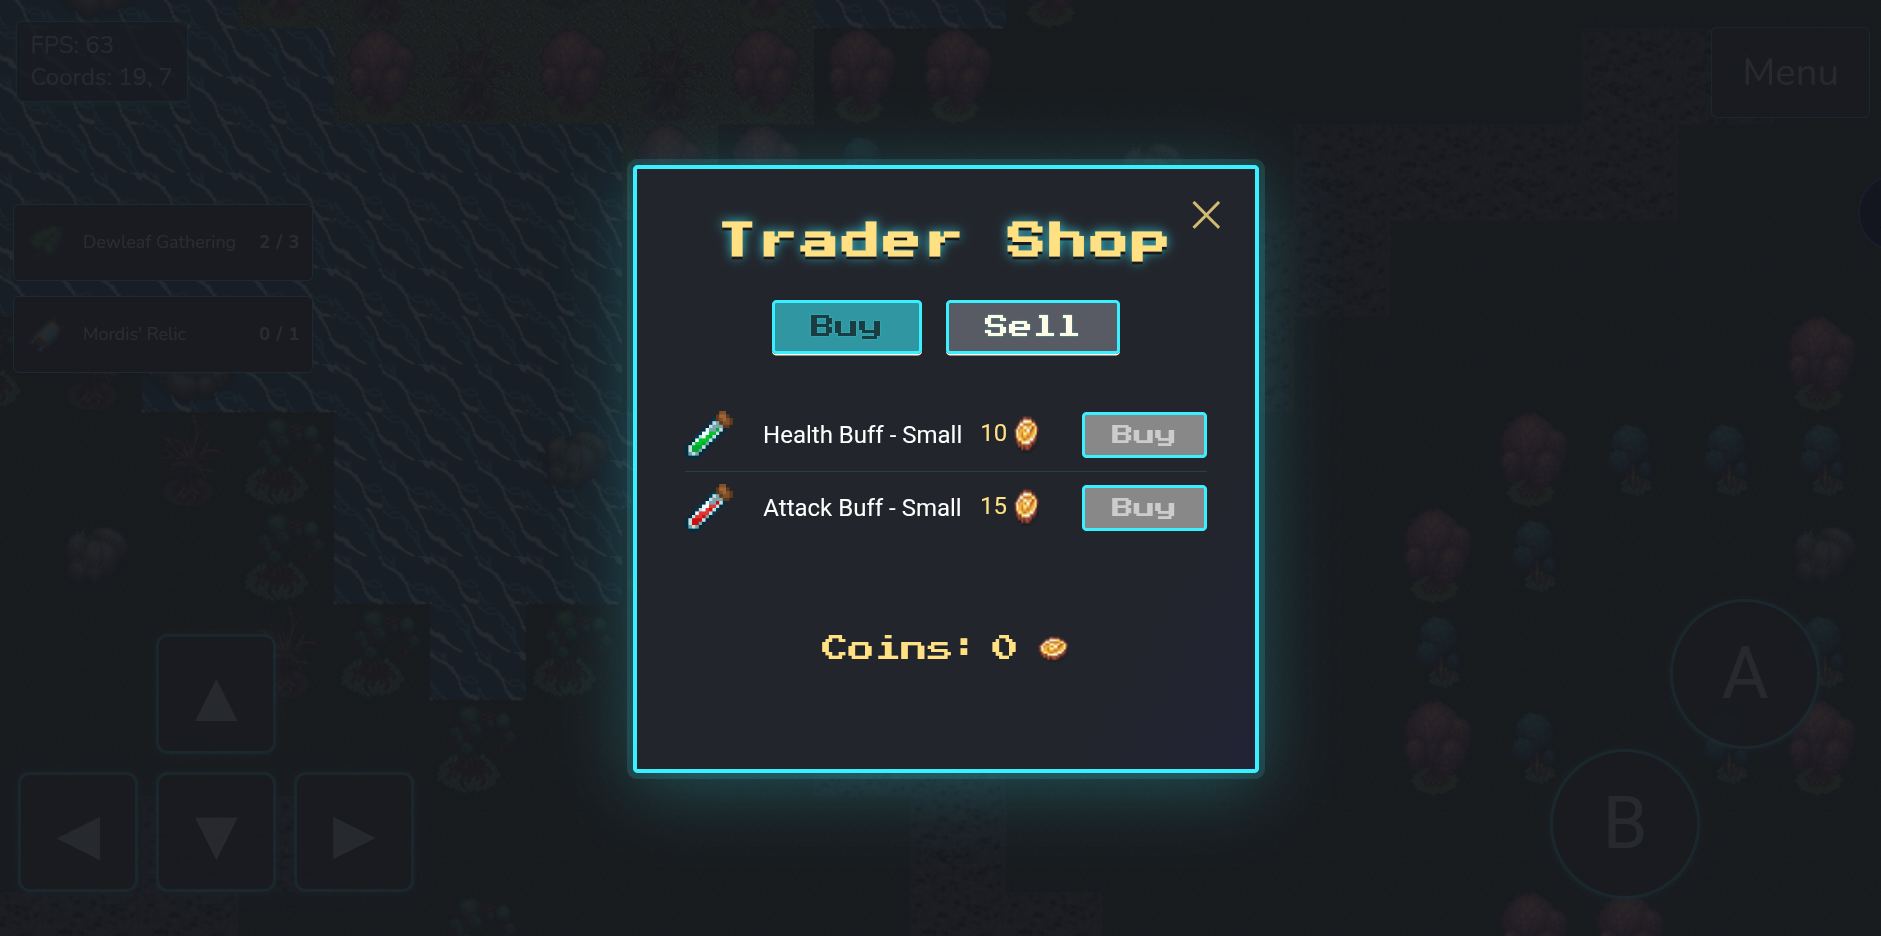 FPS: 63
Coords: 19, 7
Menu
Trader Shop
Buy
Sell
Dewleaf Gathering 2 / 3
Mordis' Relic 0 / 1
Health Buff - Small 10 Buy
Attack Buff - Small 15 Buy
Coins: 0
A
B